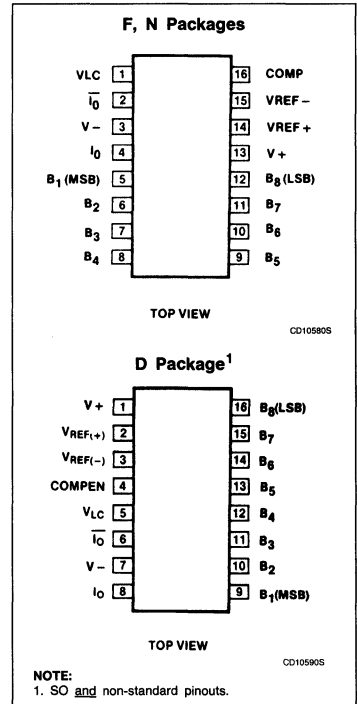 F, N Packages
VLC 1 16 COMP
I̅0̅ 2 15 VREF –
V – 3 14 VREF +
I0 4 13 V +
B1 (MSB) 5 12 B8 (LSB)
B2 6 11 B7
B3 7 10 B6
B4 8 9 B5
TOP VIEW
CD10580S
D Package1
V + 1 16 B8(LSB)
VREF(+) 2 15 B7
VREF(–) 3 14 B6
COMPEN 4 13 B5
VLC 5 12 B4
I̅O̅ 6 11 B3
V – 7 10 B2
IO 8 9 B1(MSB)
TOP VIEW
CD10590S
NOTE:
1. SO and non-standard pinouts.